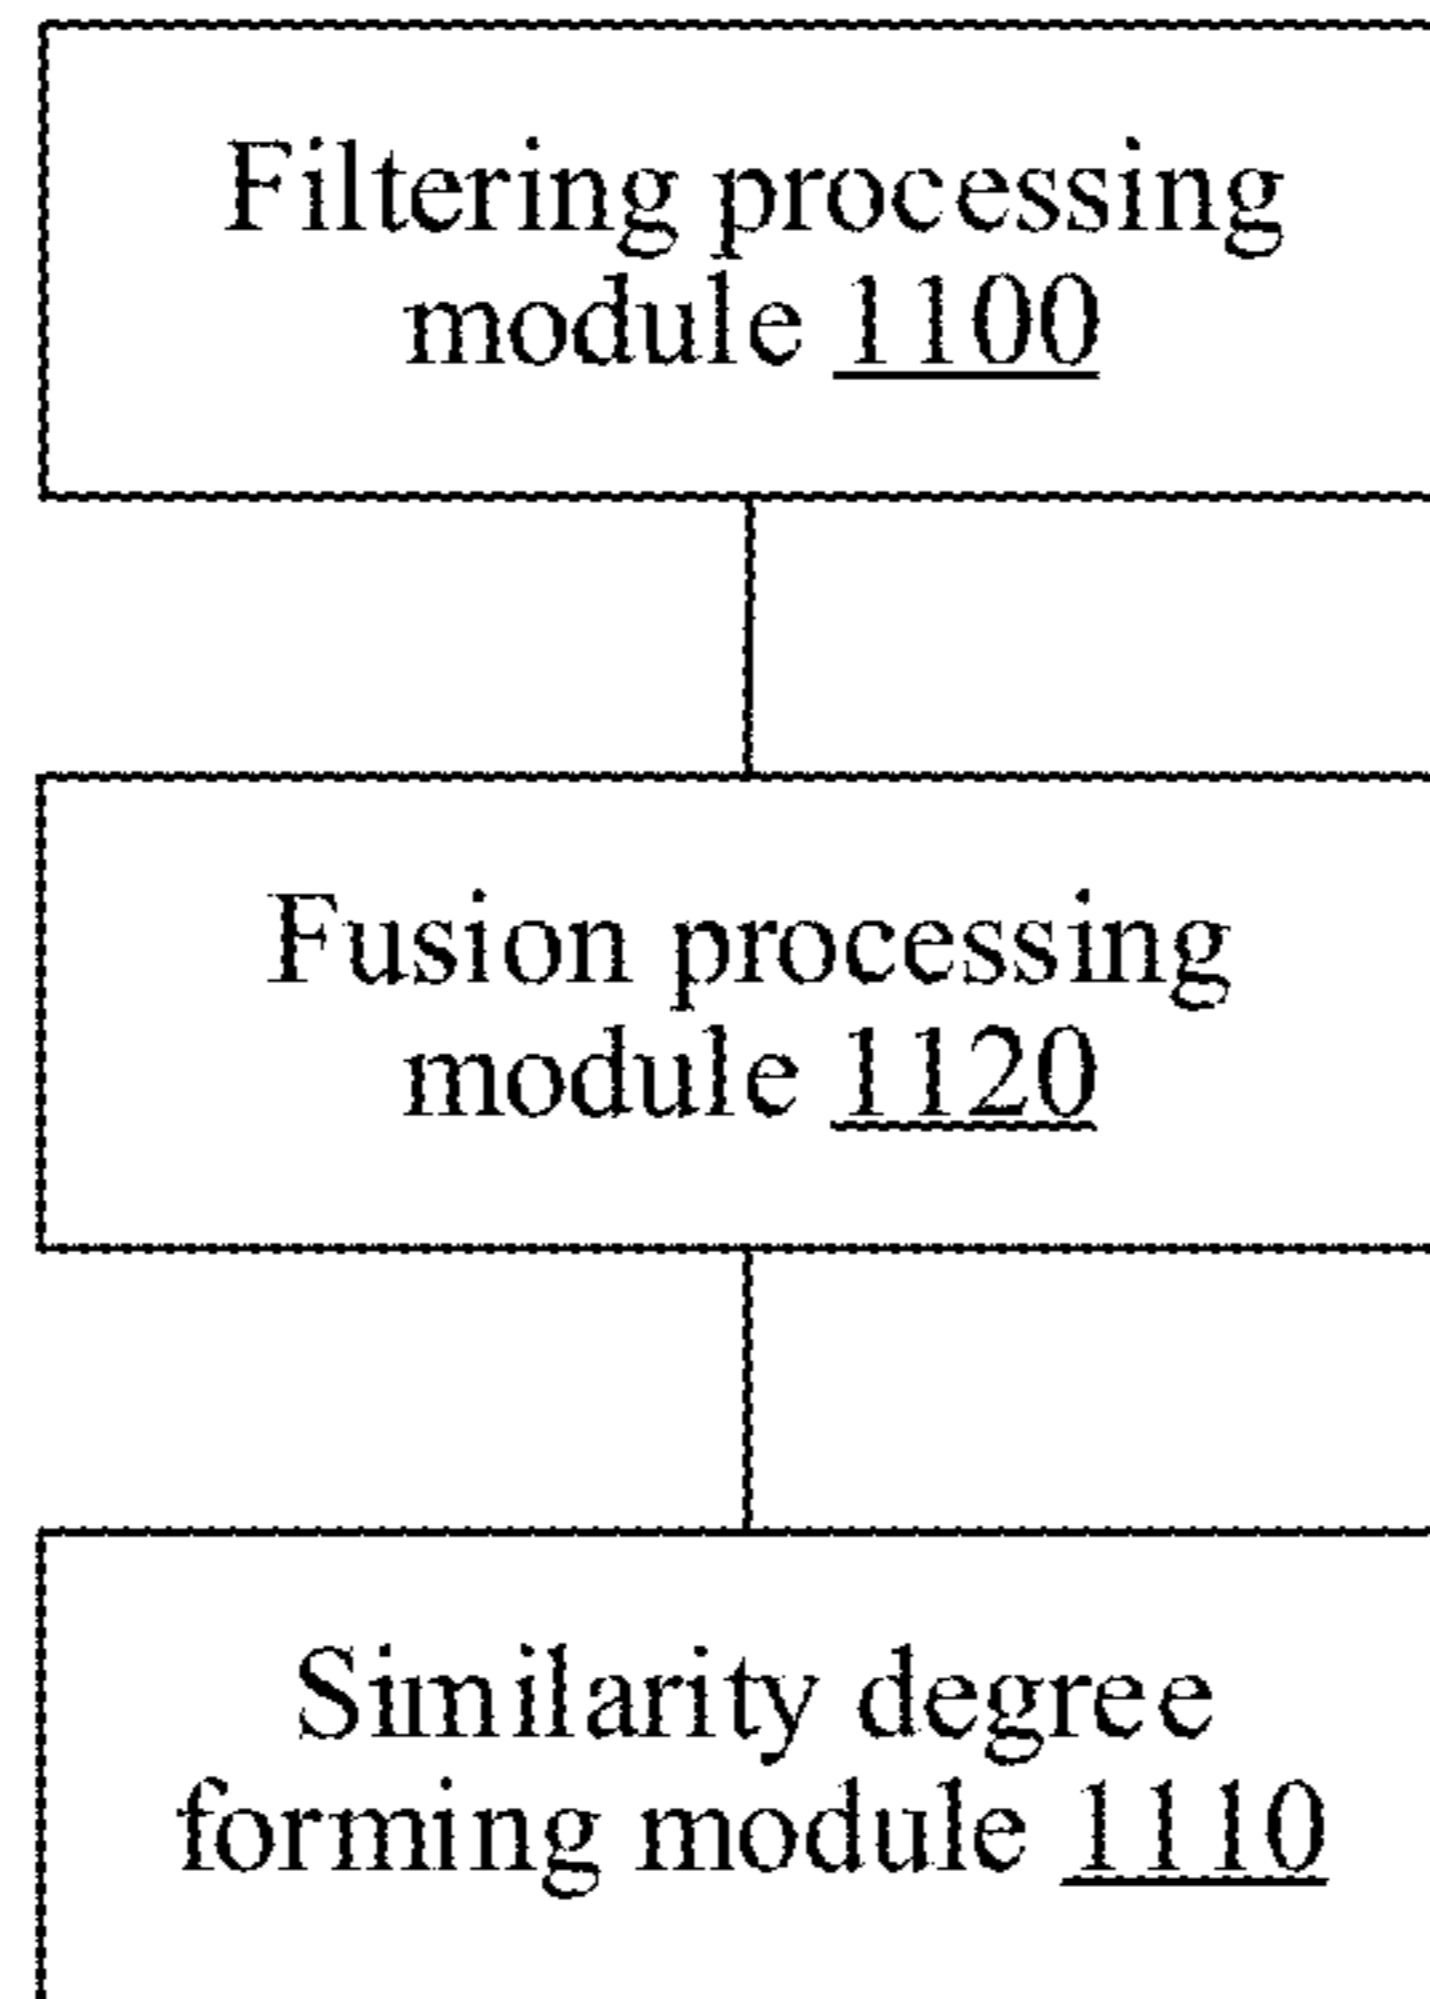 Filtering processing
module 1100
Fusion processing
module 1120
Similarity degree
forming module 1110